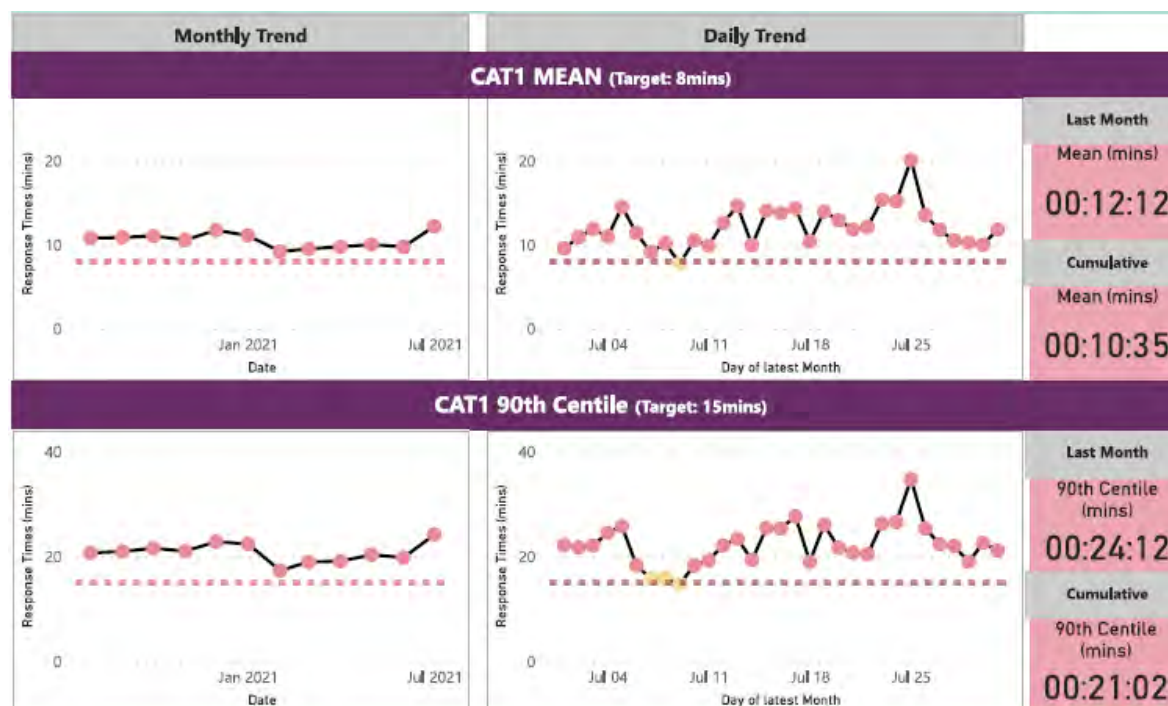 Monthly Trend
Daily Trend
CAT1 MEAN (Target: 8mins)
Response Times (mins)
20
10
0
Jan 2021
Jul 2021
Date
Response Times (mins)
20
10
0
Jul 04
Jul 11
Jul 18
Jul 25
Day of latest Month
Last Month
Mean (mins)
00:12:12
Cumulative
Mean (mins)
00:10:35
CAT1 90th Centile (Target: 15mins)
Response Times (mins)
40
20
0
Jan 2021
Jul 2021
Date
Response Times (mins)
40
20
0
Jul 04
Jul 11
Jul 18
Jul 25
Day of latest Month
Last Month
90th Centile
(mins)
00:24:12
Cumulative
90th Centile
(mins)
00:21:02